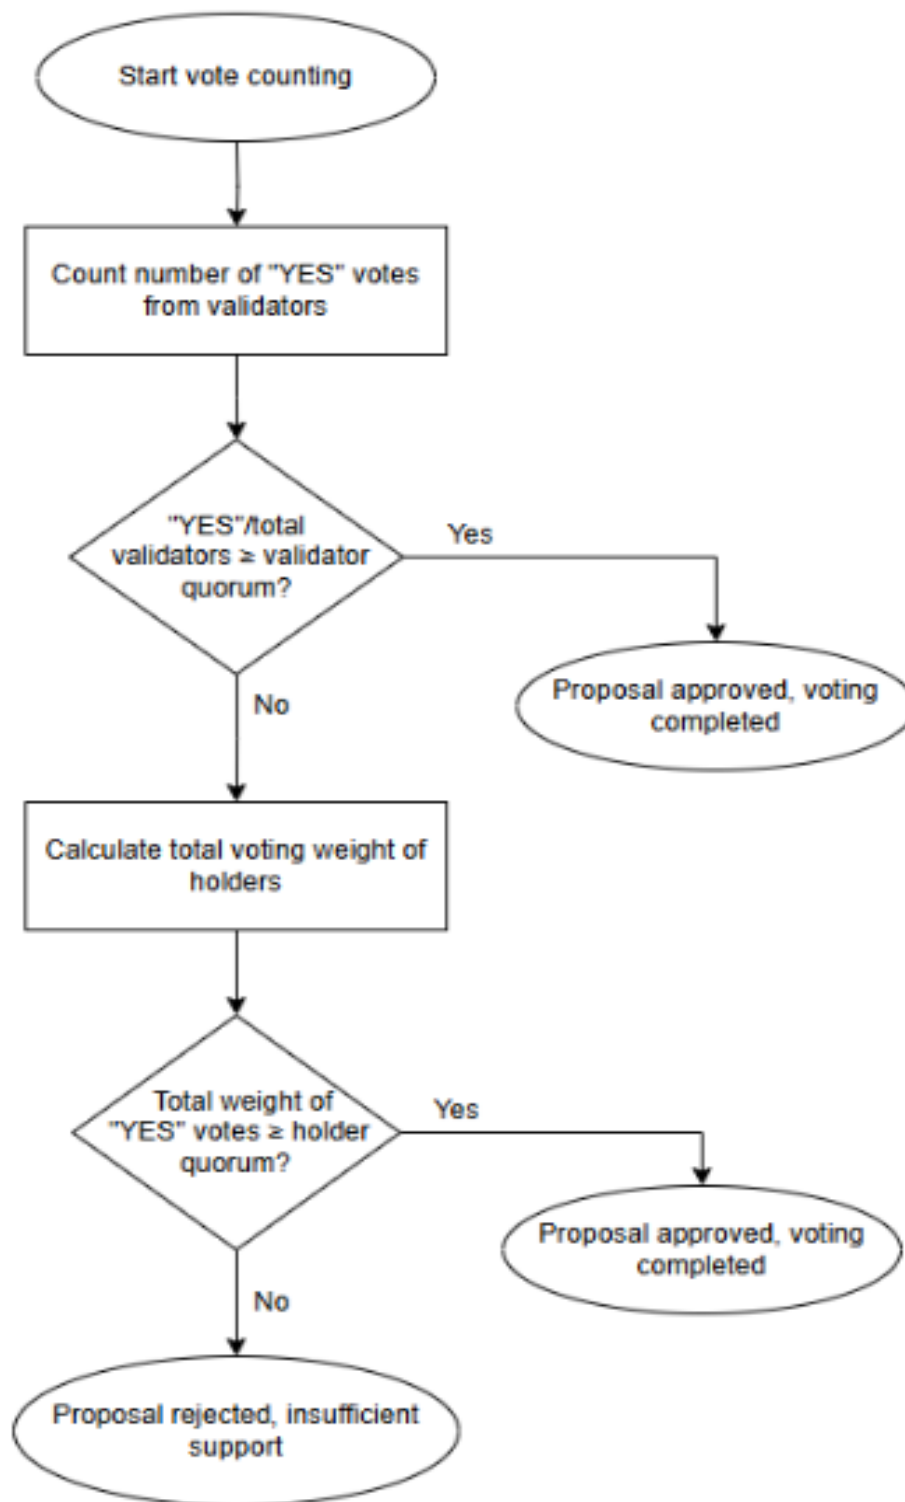 Start vote counting
Count number of "YES" votes
from validators
"YES"/total
validators ≥ validator
quorum?
Yes
Proposal approved, voting
completed
No
Calculate total voting weight of
holders
Total weight of
"YES" votes ≥ holder
quorum?
Yes
Proposal approved, voting
completed
No
Proposal rejected, insufficient
support